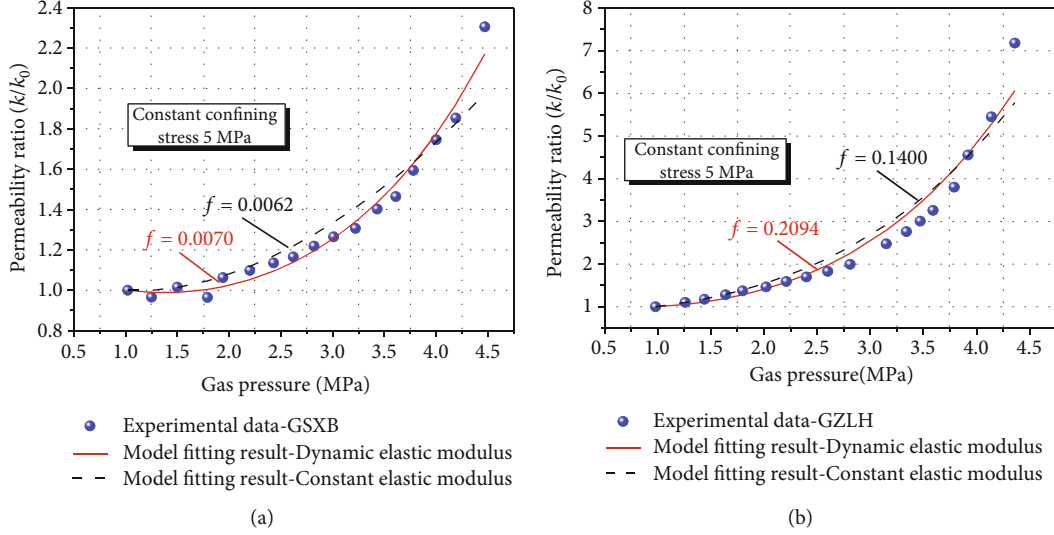 2.4
2.2
2.0
1.8
1.6
1.4
1.2
1.0
0.8
Permeability ratio (k/k0)
Constant confining
stress 5 MPa
f = 0.0062
f = 0.0070
0.5 1.0 1.5 2.0 2.5 3.0 3.5 4.0 4.5
Gas pressure (MPa)
Experimental data-GSXB
Model fitting result-Dynamic elastic modulus
Model fitting result-Constant elastic modulus
(a)
8
7
6
5
4
3
2
1
Permeability ratio (k/k0)
Constant confining
stress 5 MPa
f = 0.1400
f = 0.2094
0.5 1.0 1.5 2.0 2.5 3.0 3.5 4.0 4.5
Gas pressure(MPa)
Experimental data-GZLH
Model fitting result-Dynamic elastic modulus
Model fitting result-Constant elastic modulus
(b)